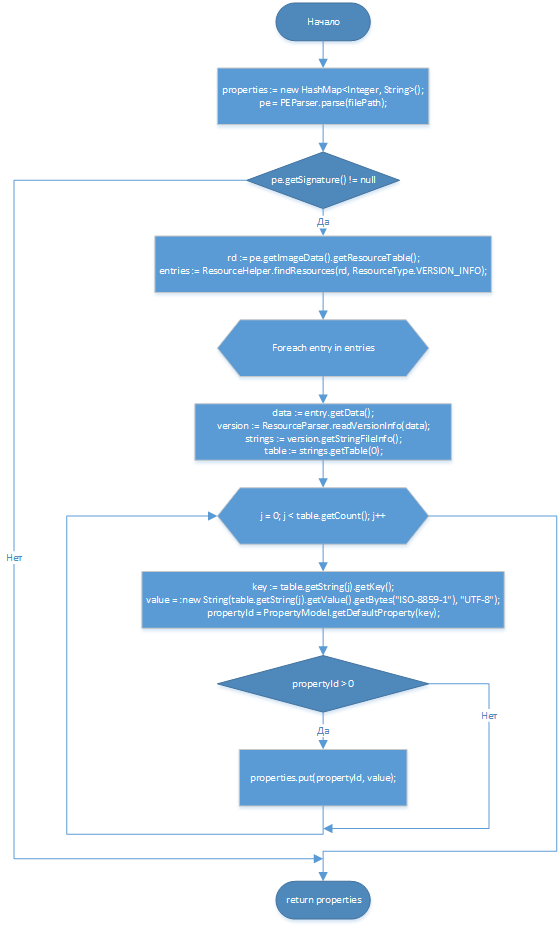 Начало
properties := new HashMap<Integer, String>();
pe = PEParser.parse(filePath);
pe.getSignature() != null
Да
rd := pe.getImageData().getResourceTable();
entries := ResourceHelper.findResources(rd, ResourceType.VERSION_INFO);
Foreach entry in entries
data := entry.getData();
version := ResourceParser.readVersionInfo(data);
strings := version.getStringFileInfo();
table := strings.getTable(0);
j = 0; j < table.getCount(); j++
Нет
key := table.getString(j).getKey();
value = :new String(table.getString(j).getValue().getBytes("ISO-8859-1"), "UTF-8");
propertyId = PropertyModel.getDefaultProperty(key);
propertyId > 0
Нет
Да
properties.put(propertyId, value);
return properties